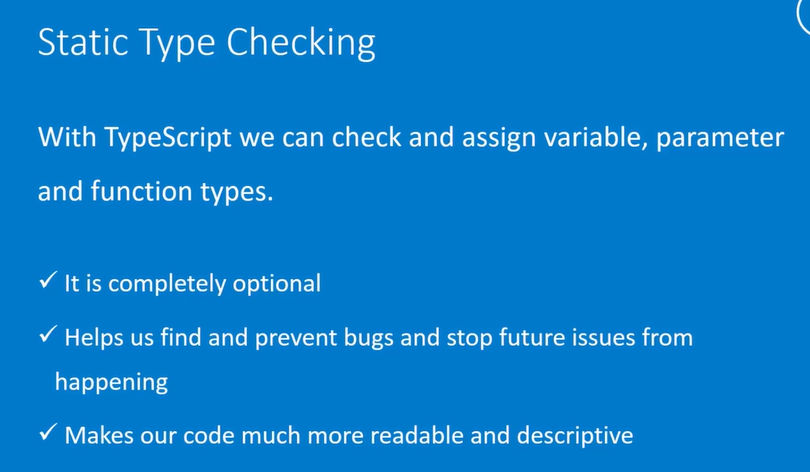 Static Type Checking
With TypeScript we can check and assign variable, parameter
and function types.
✓ It is completely optional
✓ Helps us find and prevent bugs and stop future issues from
happening
✓ Makes our code much more readable and descriptive